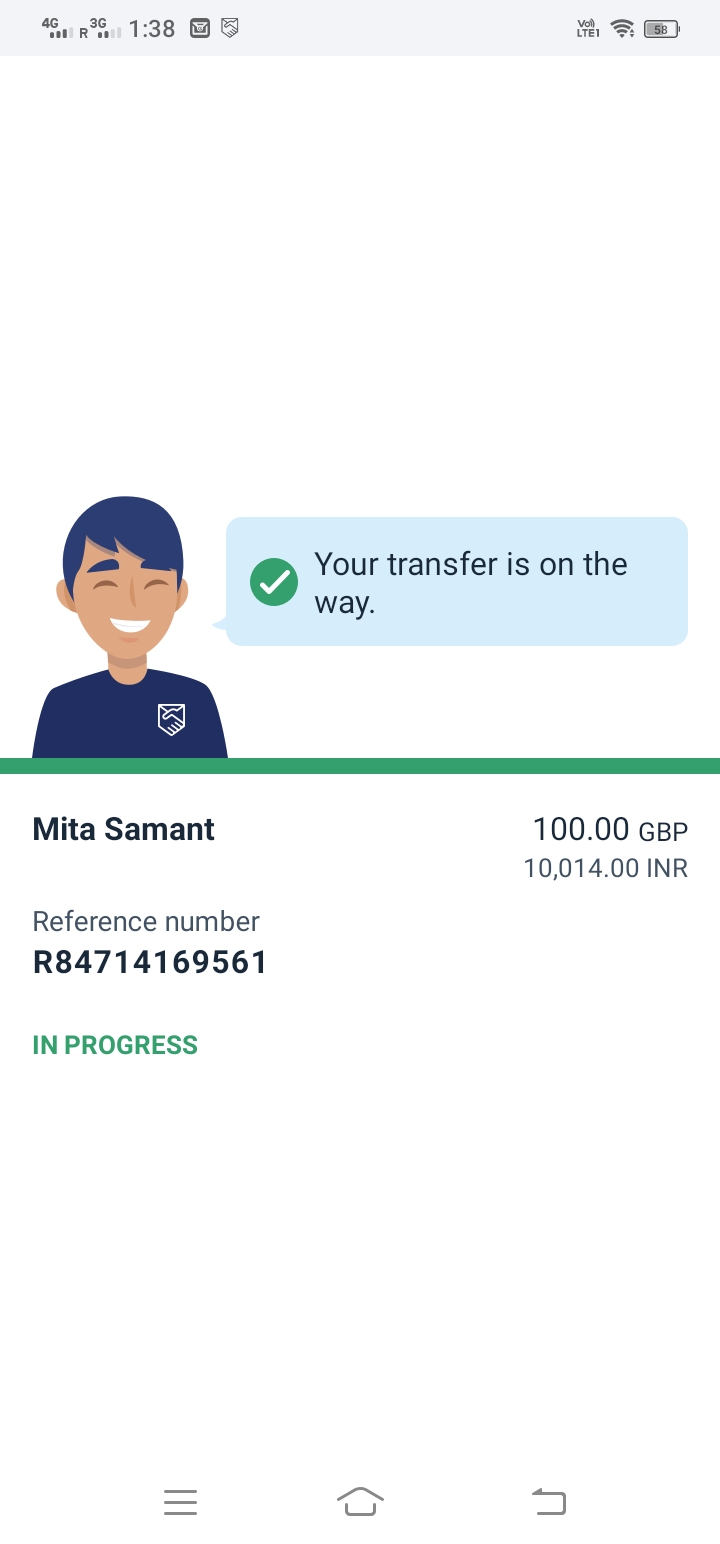 4G R 3G 1:38 Vo) LTE1 58
Your transfer is on the
way.
Mita Samant 100.00 GBP
10,014.00 INR
Reference number
R84714169561
IN PROGRESS